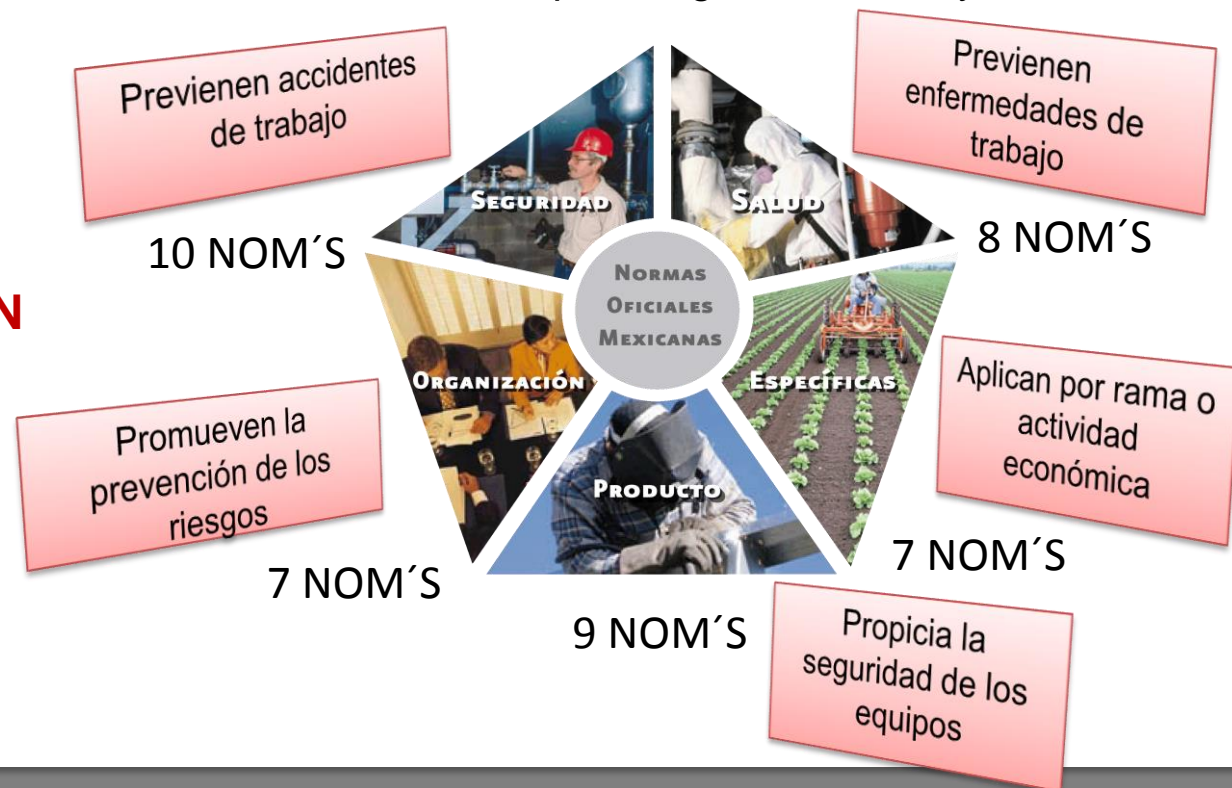 Previenen accidentes
de trabajo
10 NOM´S
Previenen
enfermedades de
trabajo
8 NOM´S
SEGURIDAD
SALUD
NORMAS
OFICIALES
MEXICANAS
N
ORGANIZACIÓN
ESPECÍFICAS
PRODUCTO
Promueven la
prevención de los
riesgos
7 NOM´S
Aplican por rama o
actividad
económica
7 NOM´S
9 NOM´S
Propicia la
seguridad de los
equipos